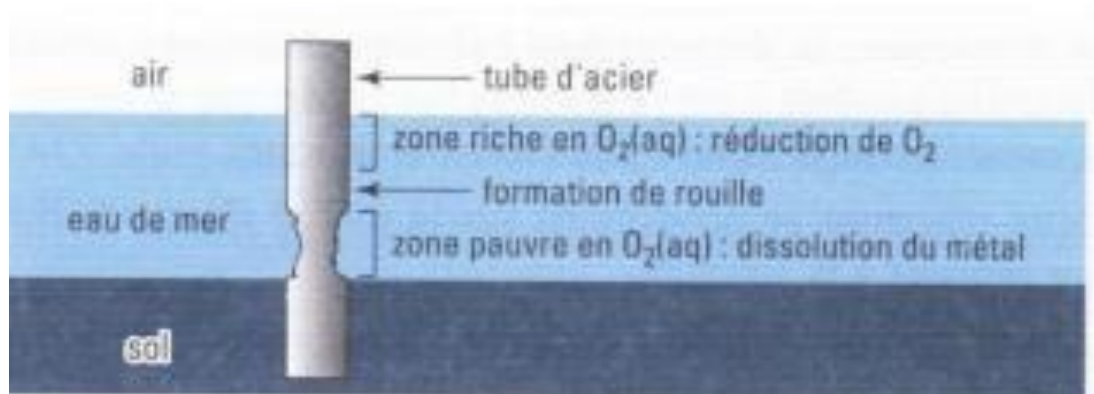 air
tube d'acier
zone riche en O₂(aq) : réduction de O₂
formation de rouille
eau de mer
zone pauvre en O₂(aq) : dissolution du métal
sol